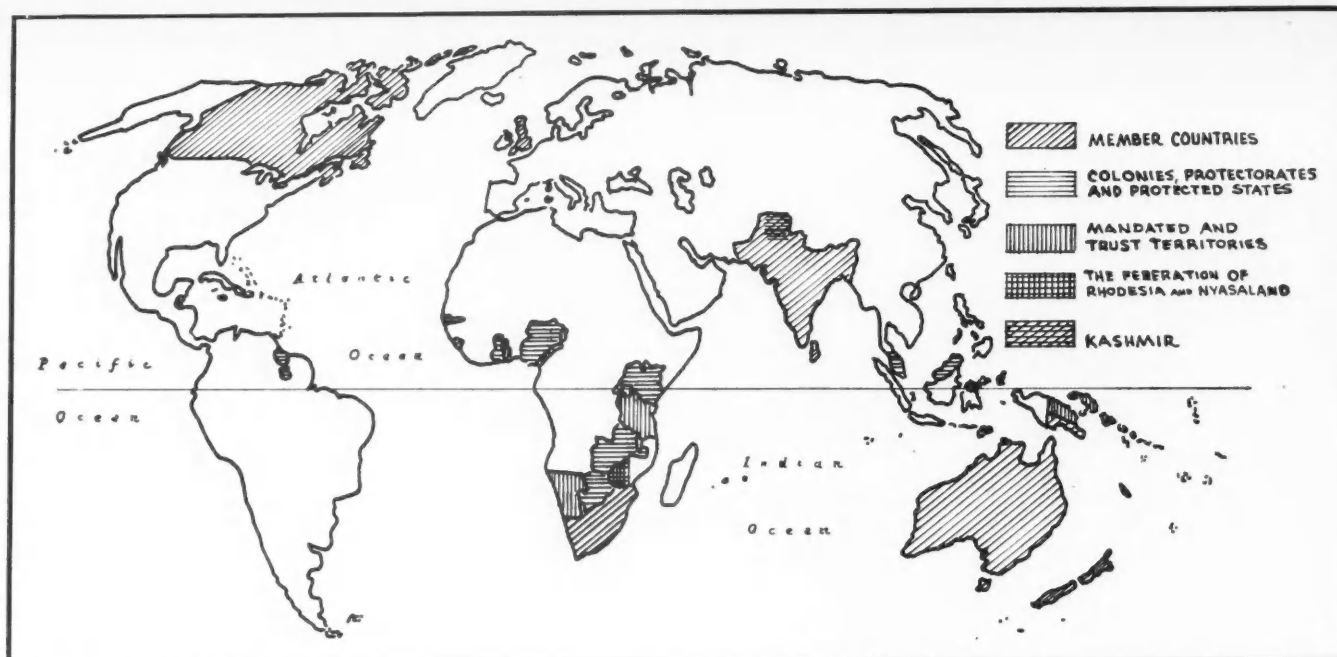 MEMBER COUNTRIES
COLONIES, PROTECTORATES
AND PROTECTED STATES
MANDATED AND
TRUST TERRITORIES
THE FEDERATION OF
RHODESIA AND NYASALAND
KASHMIR
Atlantic
Ocean
Pacific
Ocean
Indian
Ocean